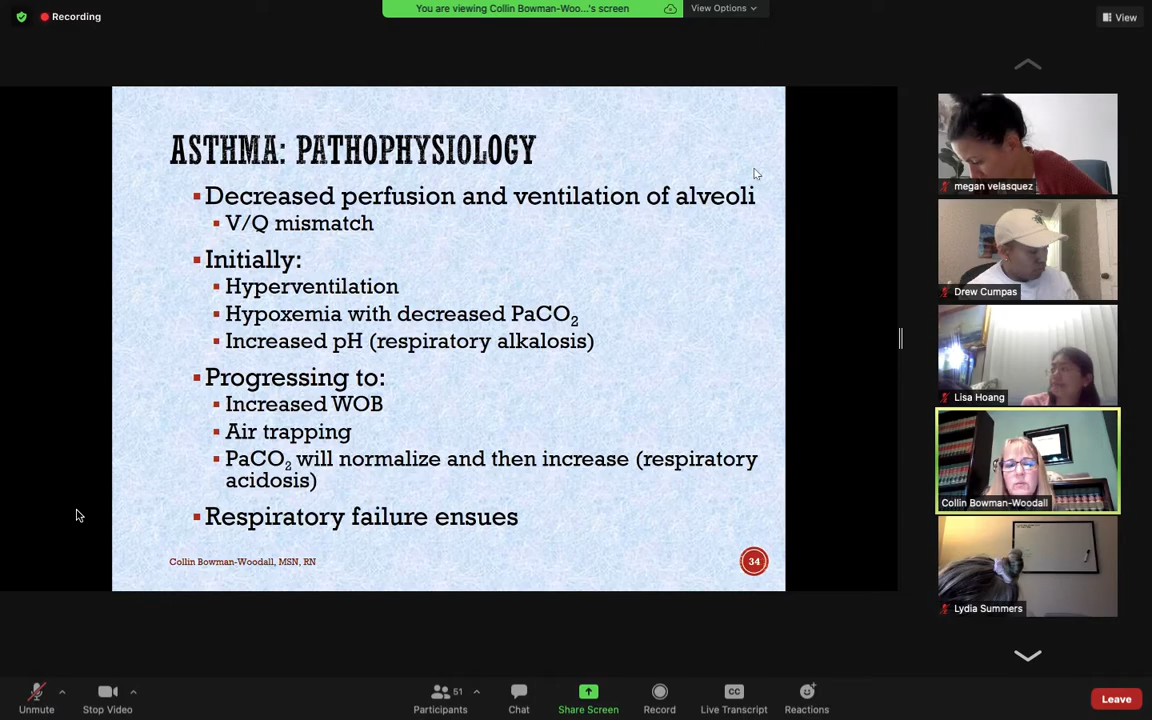 Recording
You are viewing Collin Bowman-Woo...'s screen
View Options
View
ASTHMA: PATHOPHYSIOLOGY
Decreased perfusion and ventilation of alveoli
V/Q mismatch
Initially:
Hyperventilation
Hypoxemia with decreased PaCO₂
Increased pH (respiratory alkalosis)
Progressing to:
Increased WOB
Air trapping
PaCO₂ will normalize and then increase (respiratory
acidosis)
Respiratory failure ensues
Collin Bowman-Woodall, MSN, RN
34
megan velasquez
Drew Cumpas
Lisa Hoang
Collin Bowman-Woodall
Lydia Summers
Unmute
Stop Video
51
Participants
Chat
Share Screen
Record
CC
Live Transcript
Reactions
Leave